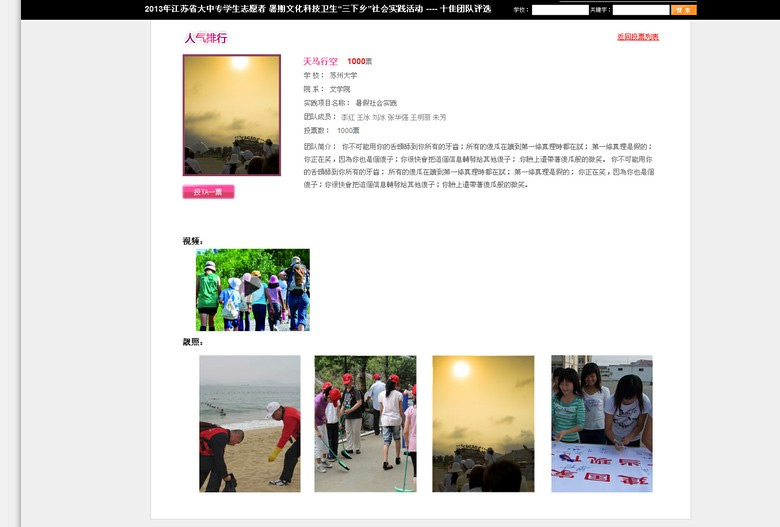 2013年江苏省大中专学生志愿者 暑期文化科技卫生“三下乡”社会实践活动 ---- 十佳团队评选 学校： 关键字：
人气排行 返回投票列表
天马行空 1000票
学 校： 苏州大学
院 系： 文学院
实践项目名称： 暑假社会实践
团队成员： 李红 王冰 刘冰 张华强 王明丽 朱芳
投票数： 1000票
团队简介： 你不可能用你的舌頭舔到你所有的牙齒；所有的傻瓜在讀到第一條真理時都在試； 第一條真理是假的；
你正在笑，因為你也是個傻子；你很快會把這個信息轉發給其他傻子； 你臉上還帶著傻瓜般的微笑。 你不可能用你
的舌頭舔到你所有的牙齒；所有的傻瓜在讀到第一條真理時都在試； 第一條真理是假的； 你正在笑，因為你也是個
傻子；你很快會把這個信息轉發給其他傻子；你臉上還帶著傻瓜般的微笑。
投TA一票
视频：
靓照：